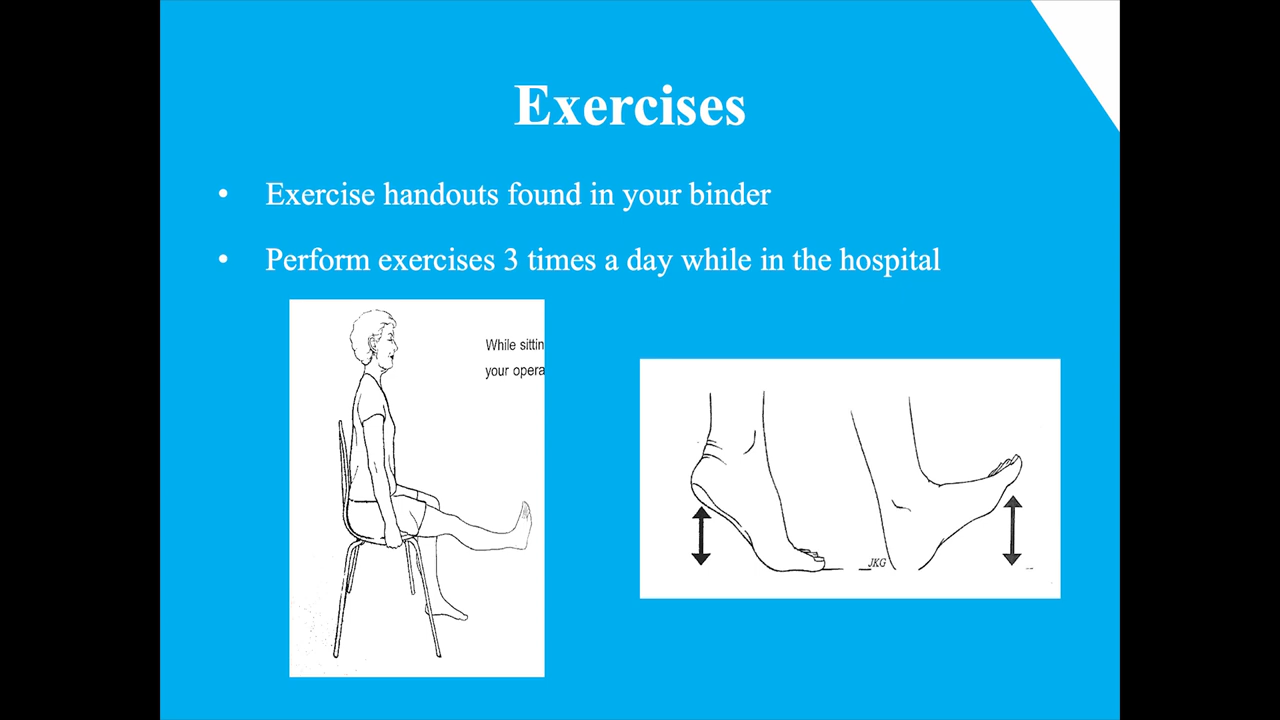 Exercises
• Exercise handouts found in your binder
• Perform exercises 3 times a day while in the hospital
While sittin
your opera
JKG